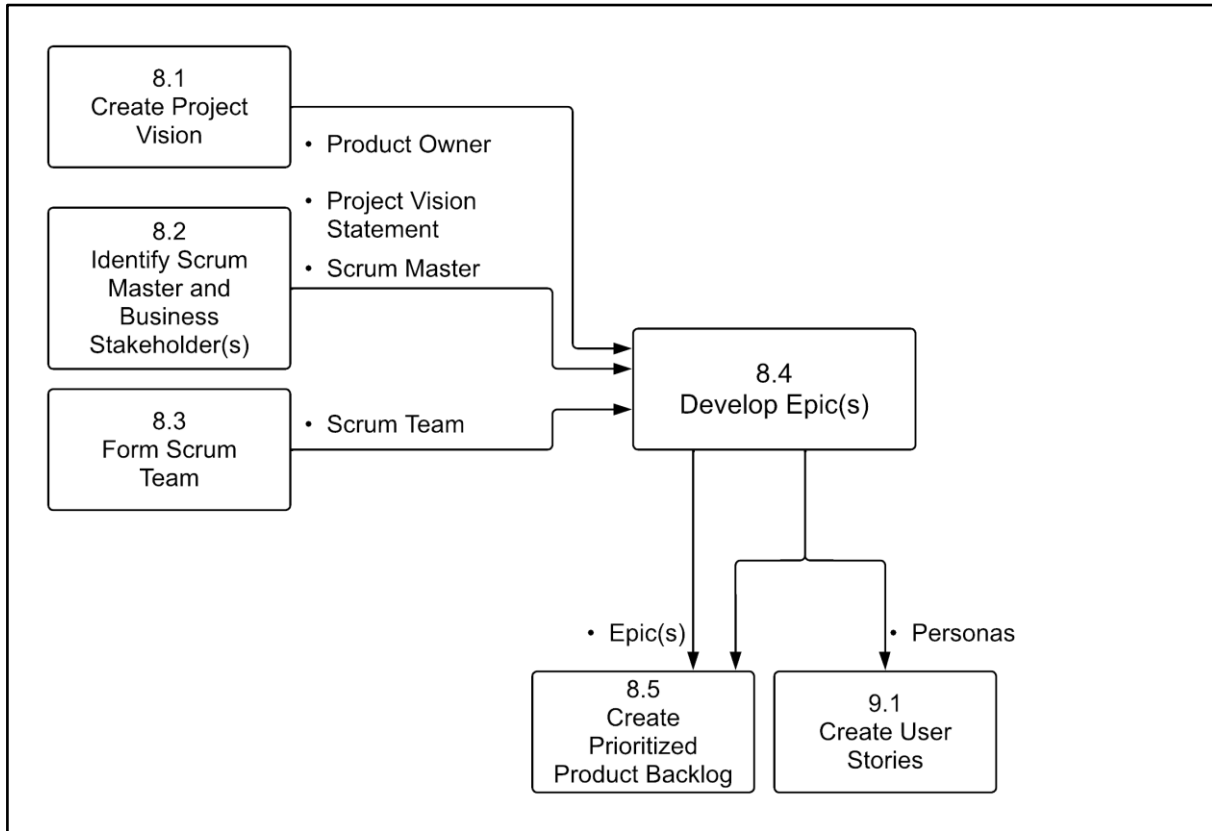 8.1
Create Project
Vision
• Product Owner
• Project Vision
Statement
8.2
Identify Scrum
Master and
Business
Stakeholder(s)
• Scrum Master
8.3
Form Scrum
Team
• Scrum Team
8.4
Develop Epic(s)
• Epic(s)
• Personas
8.5
Create
Prioritized
Product Backlog
9.1
Create User
Stories